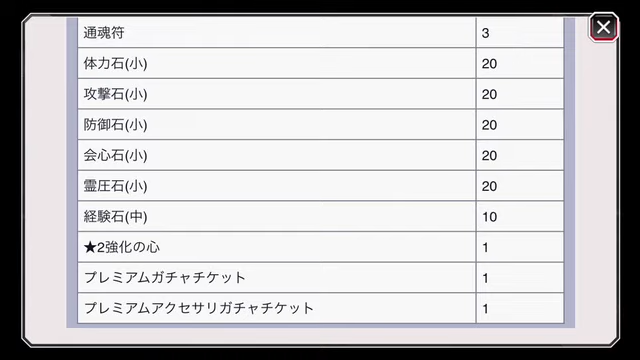 通魂符 3
体力石(小) 20
攻撃石(小) 20
防御石(小) 20
会心石(小) 20
霊圧石(小) 20
経験石(中) 10
★2強化の心 1
プレミアムガチャチケット 1
プレミアムアクセサリガチャチケット 1